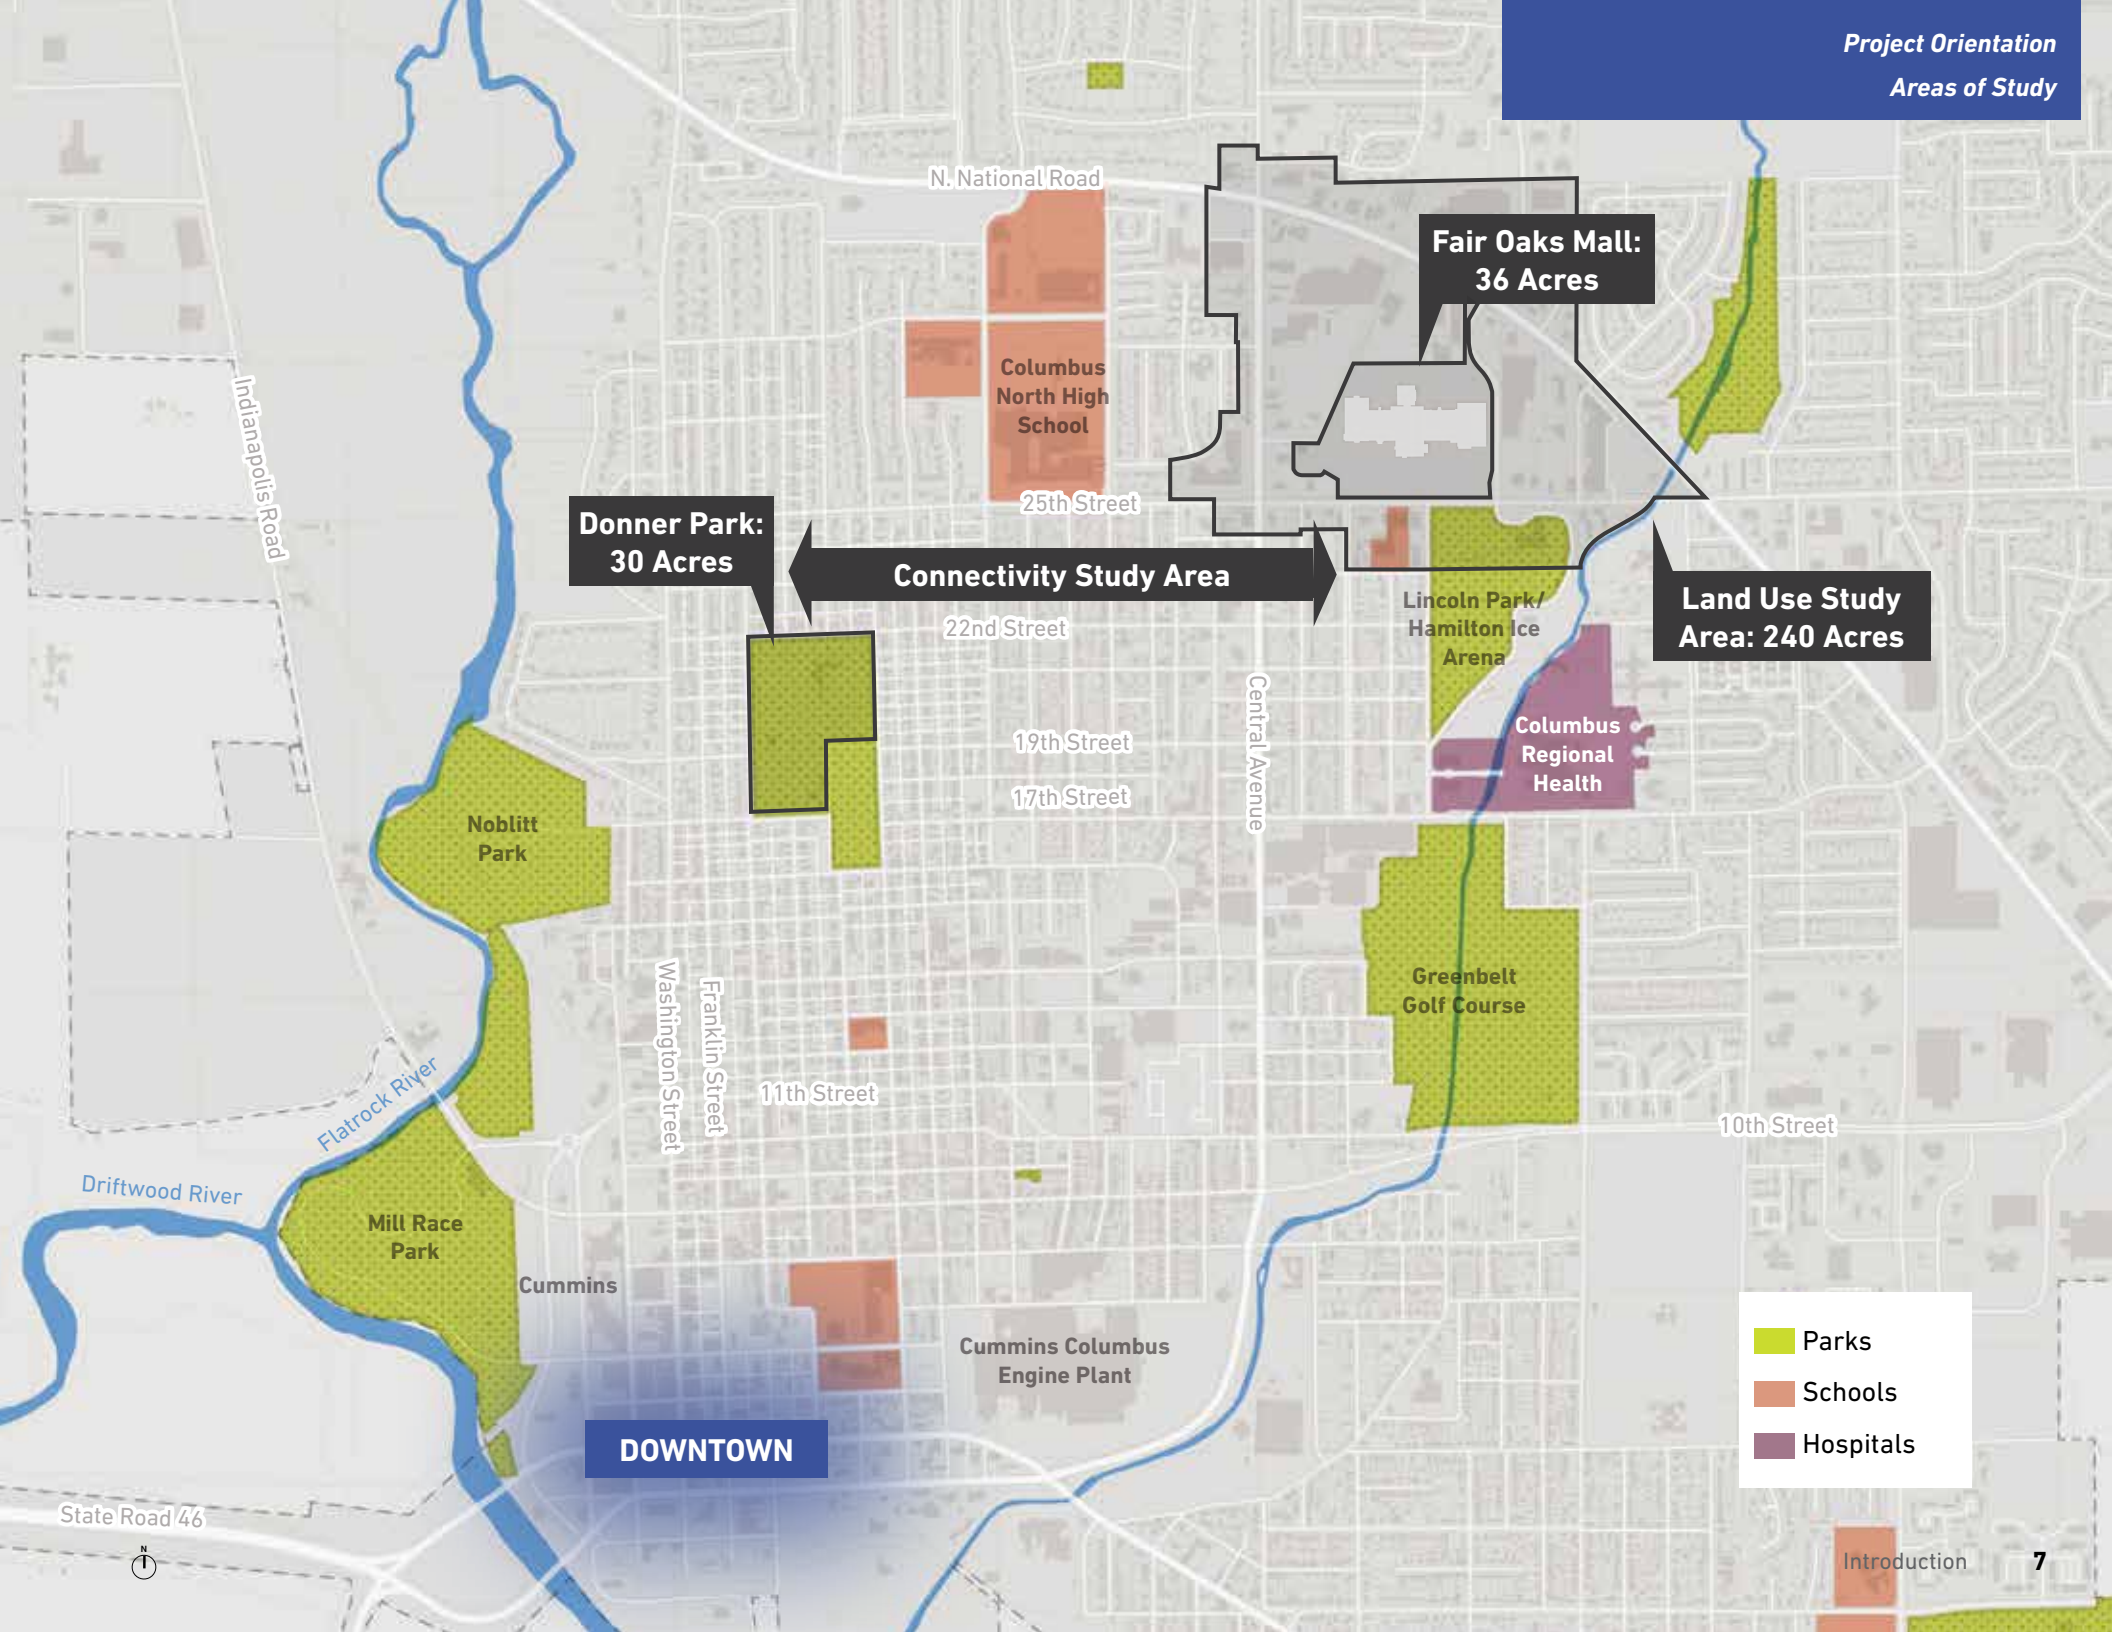 Project Orientation
Areas of Study
N. National Road
Fair Oaks Mall:
36 Acres
Indianapolis Road
Columbus
North High
School
25th Street
Donner Park:
30 Acres
Connectivity Study Area
Lincoln Park/
Hamilton Ice
Arena
Land Use Study
Area: 240 Acres
22nd Street
Central Avenue
Columbus
Regional
Health
19th Street
17th Street
Noblitt
Park
Washington Street
Franklin Street
Greenbelt
Golf Course
11th Street
10th Street
Flatrock River
Driftwood River
Mill Race
Park
Cummins
Cummins Columbus
Engine Plant
Parks
Schools
Hospitals
DOWNTOWN
State Road 46
N
Introduction 7